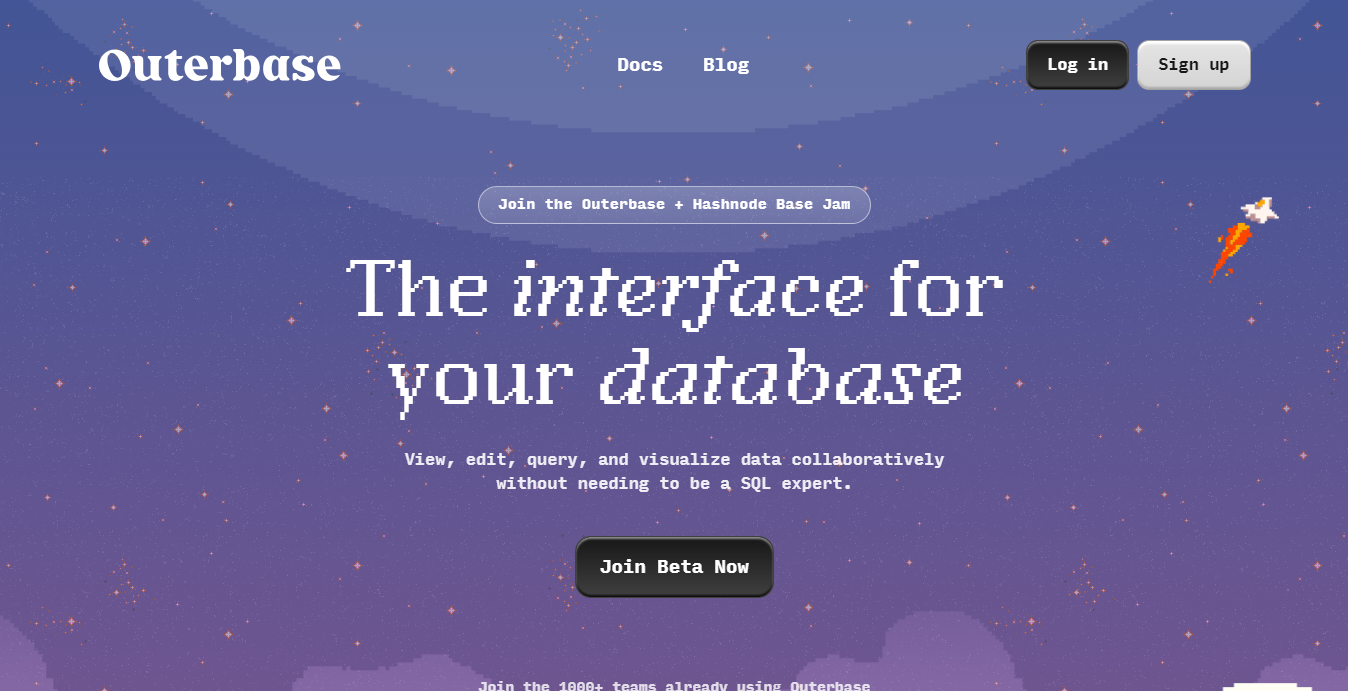 Outerbase
Docs
Blog
Log in
Sign up
Join the Outerbase + Hashnode Base Jam
The interface for
your database
View, edit, query, and visualize data collaboratively
without needing to be a SQL expert.
Join Beta Now
Join the 1000+ teams already using Outerbase